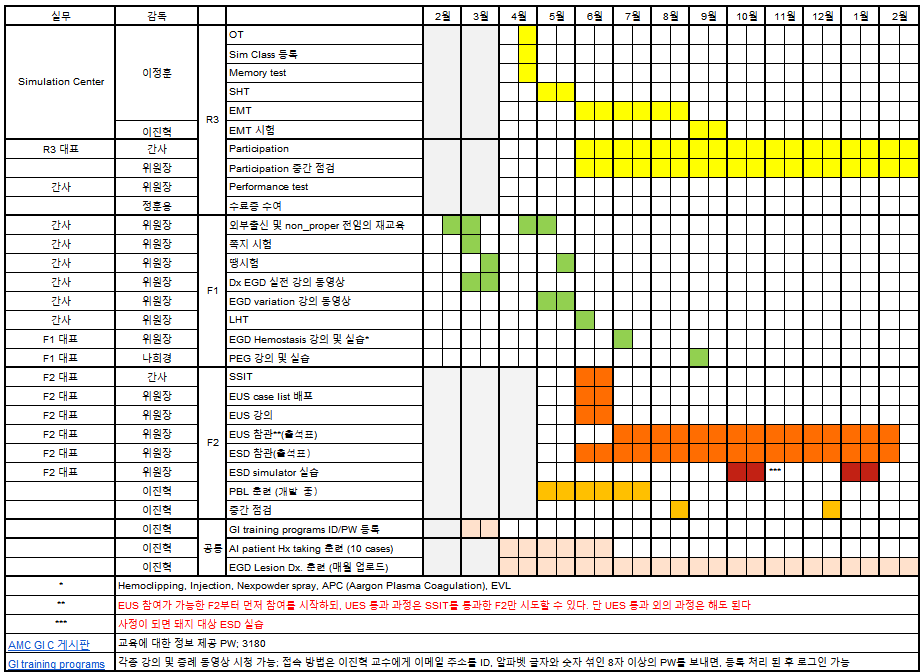 실무 감독 2월 3월 4월 5월 6월 7월 8월 9월 10월 11월 12월 1월 2월
Simulation Center 이정훈 R3 OT
Sim Class 등록
Memory test
SHT
EMT
이진혁 EMT 시험
R3 대표 간사 Participation
위원장 Participation 중간 점검
간사 위원장 Performance test
정훈용 수료증 수여
간사 위원장 F1 외부출신 및 non_proper 전임의 재교육
간사 위원장 쪽지 시험
간사 위원장 땡시험
간사 위원장 Dx EGD 실전 강의 동영상
간사 위원장 EGD variation 강의 동영상
간사 위원장 LHT
F1 대표 위원장 EGD Hemostasis 강의 및 실습*
F1 대표 나희경 PEG 강의 및 실습
F2 대표 간사 F2 SSIT
F2 대표 위원장 EUS case list 배포
F2 대표 위원장 EUS 강의
F2 대표 위원장 EUS 참관**(출석표)
F2 대표 위원장 ESD 참관(출석표)
F2 대표 위원장 ESD simulator 실습 ***
이진혁 PBL 훈련 (개발 중)
이진혁 중간 점검
이진혁 공통 GI training programs ID/PW 등록
이진혁 AI patient Hx taking 훈련 (10 cases)
이진혁 EGD Lesion Dx. 훈련 (매월 업로드)
* Hemoclipping, Injection, Nexpowder spray, APC (Aargon Plasma Coagulation), EVL
** EUS 참여가 가능한 F2부터 먼저 참여를 시작하되, UES 통과 과정은 SSIT를 통과한 F2만 시도할 수 있다. 단 UES 통과 외의 과정은 해도 된다
*** 사정이 되면 돼지 대상 ESD 실습
AMC GI C 게시판 교육에 대한 정보 제공 PW; 3180
GI training programs 각종 강의 및 증례 동영상 시청 가능; 접속 방법은 이진혁 교수에게 이메일 주소를 ID, 알파벳 글자와 숫자 섞인 8자 이상의 PW를 보내면, 등록 처리 된 후 로그인 가능